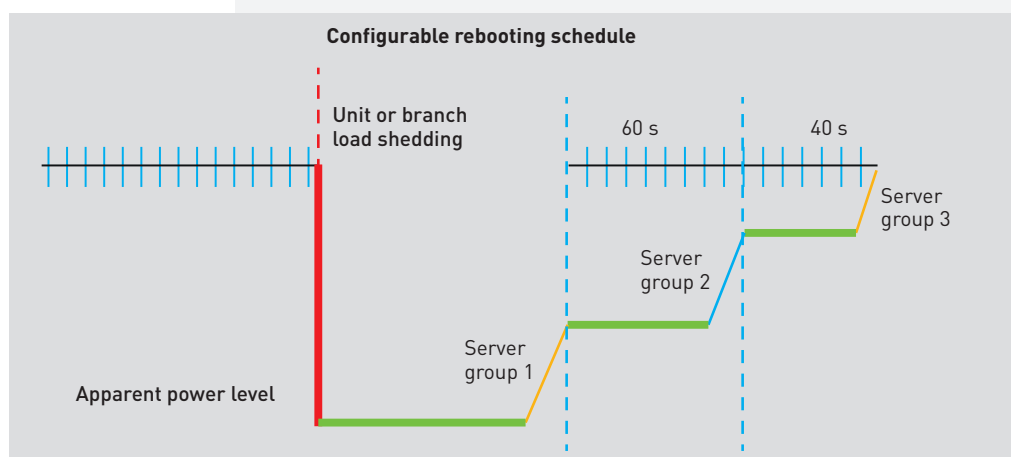 Configurable rebooting schedule
Unit or branch
load shedding
60 s
40 s
Server
group 3
Server
group 2
Server
group 1
Apparent power level